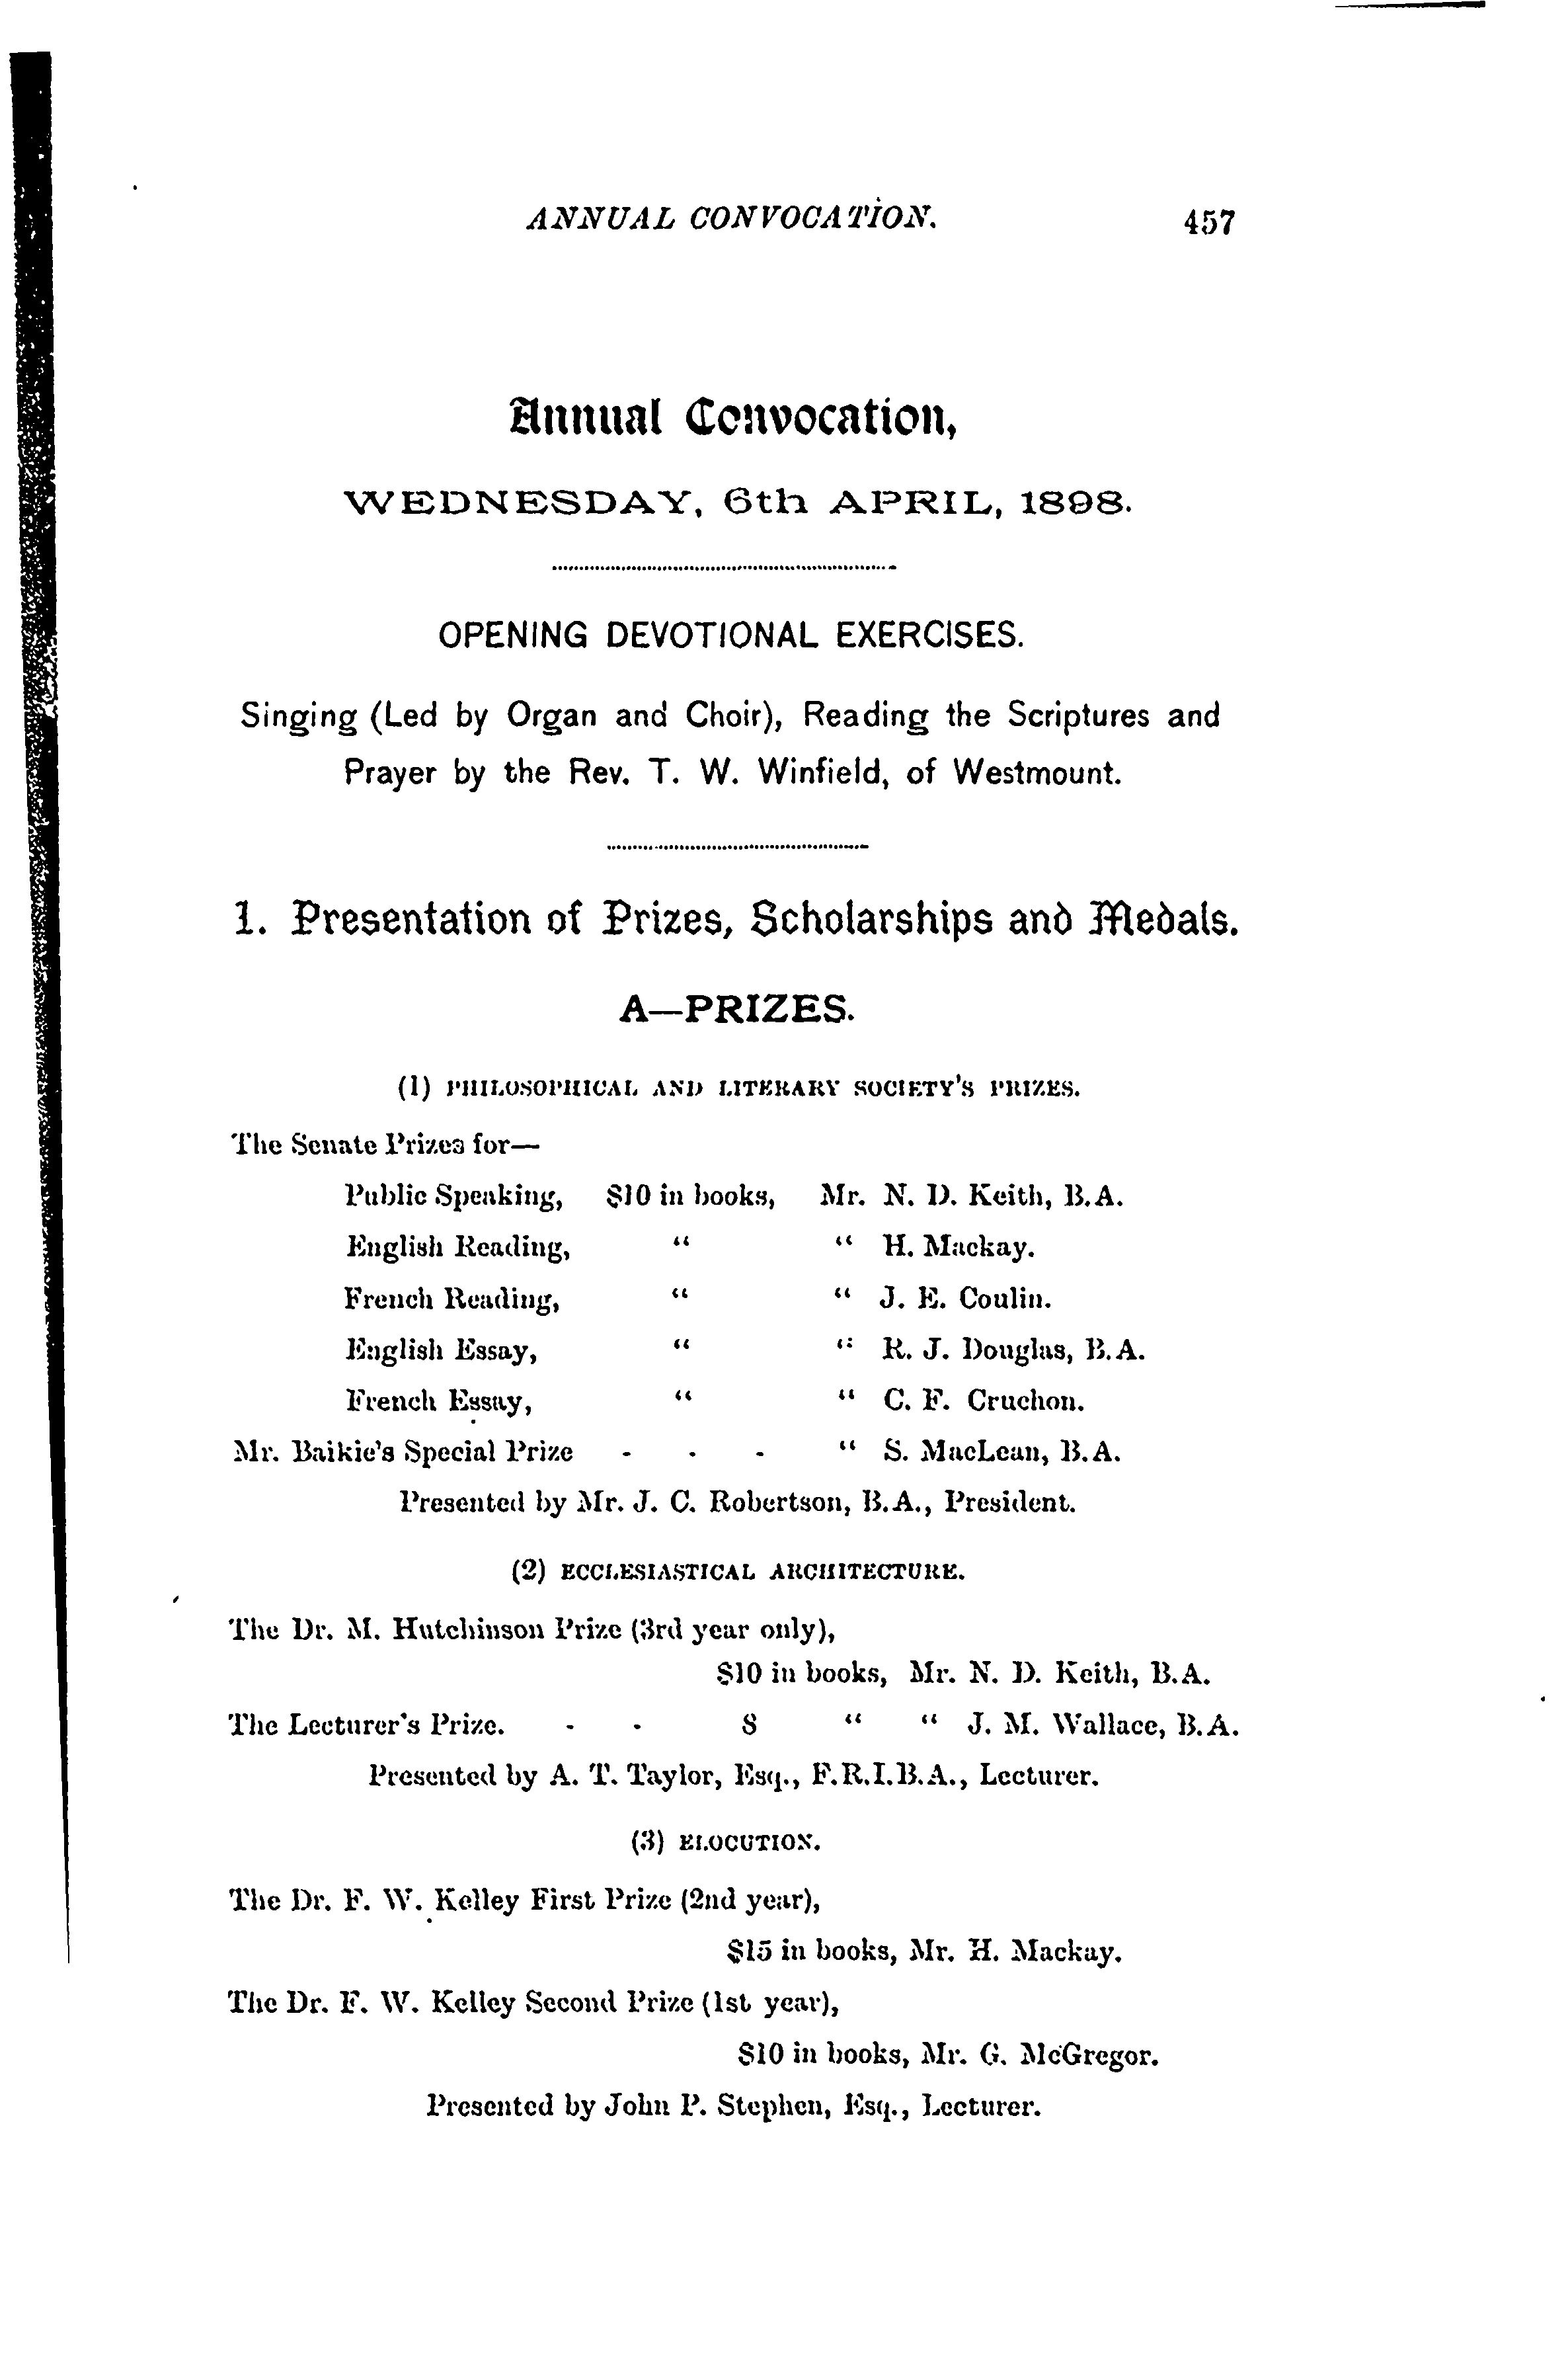 ANNUAL CONVOCATION. 457
Annual Convocation,
WEDNESDAY, 6th APRIL, 1898.
OPENING DEVOTIONAL EXERCISES.
Singing (Led by Organ and Choir), Reading the Scriptures and
Prayer by the Rev. T. W. Winfield, of Westmount.
1. Presentation of Prizes, Scholarships and Medals.
A—PRIZES.
(1) PHILOSOPHICAL AND LITERARY SOCIETY'S PRIZES.
The Senate Prizes for—
Public Speaking, $10 in books, Mr. N. D. Keith, B.A.
English Reading, " " H. Mackay.
French Reading, " " J. E. Coulin.
English Essay, " " R. J. Douglas, B.A.
French Essay, " " C. F. Cruchon.
Mr. Baikie's Special Prize - - - " S. MacLean, B.A.
Presented by Mr. J. C. Robertson, B.A., President.
(2) ECCLESIASTICAL ARCHITECTURE.
The Dr. M. Hutchinson Prize (3rd year only),
$10 in books, Mr. N. D. Keith, B.A.
The Lecturer's Prize. - - 8 " " J. M. Wallace, B.A.
Presented by A. T. Taylor, Esq., F.R.I.B.A., Lecturer.
(3) ELOCUTION.
The Dr. F. W. Kelley First Prize (2nd year),
$15 in books, Mr. H. Mackay.
The Dr. F. W. Kelley Second Prize (1st year),
$10 in books, Mr. G. McGregor.
Presented by John P. Stephen, Esq., Lecturer.